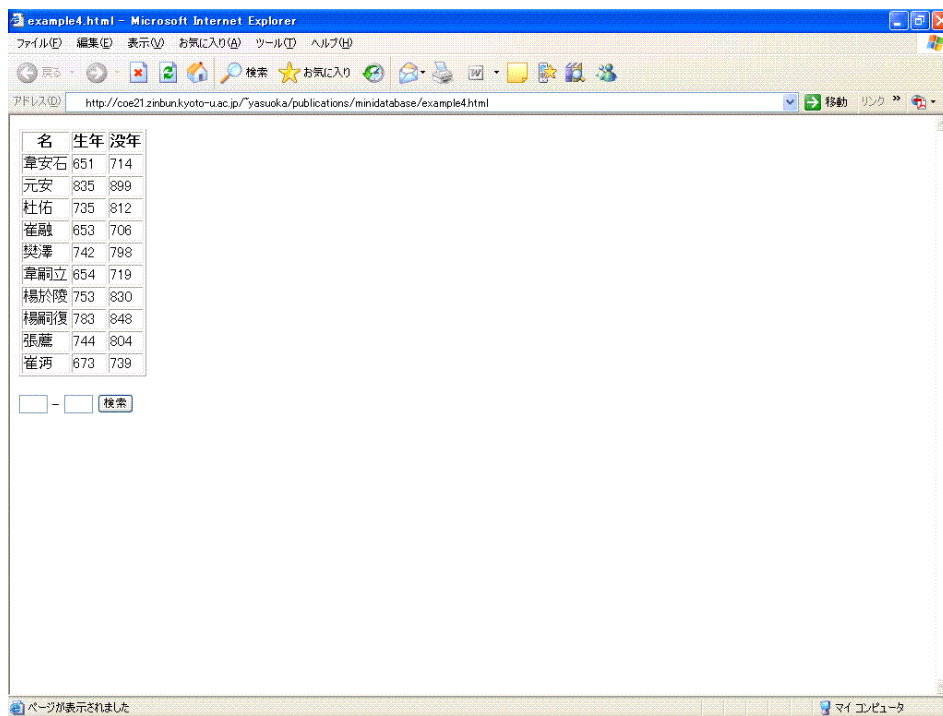 example4.html - Microsoft Internet Explorer
ファイル(F) 編集(E) 表示(V) お気に入り(A) ツール(T) ヘルプ(H)
戻る 検索 お気に入り
アドレス(D) http://coe21.zinbun.kyoto-u.ac.jp/~yasuoka/publications/minidatabase/example4.html 移動 リンク »
名 生年 没年
韋安石 651 714
元安 835 899
杜佑 735 812
崔融 653 706
樊澤 742 798
韋嗣立 654 719
楊於陵 753 830
楊嗣復 783 848
張薦 744 804
崔沔 673 739
– 検索
ページが表示されました マイ コンピュータ